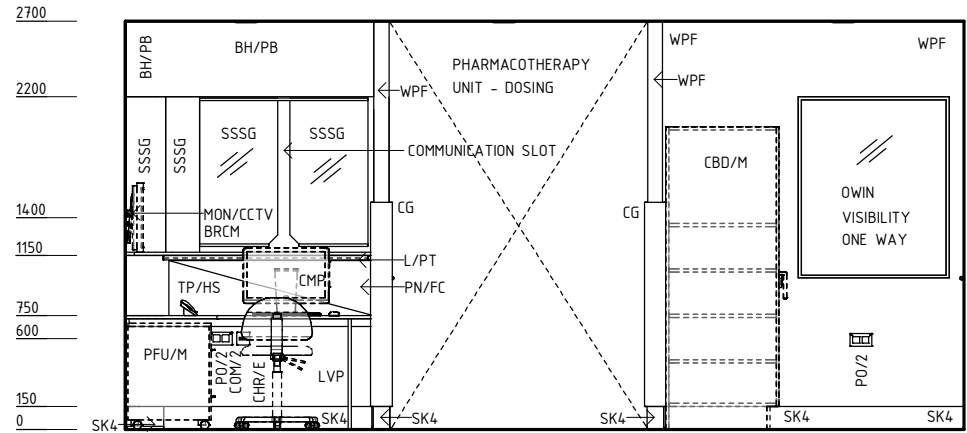 2700
BH/PB
BH/PB
WPF
WPF
PHARMACOTHERAPY
UNIT - DOSING
WPF
WPF
2200
SSSG
SSSG
SSSG
SSSG
COMMUNICATION SLOT
CBD/M
OWIN
VISIBILITY
ONE WAY
1400
MON/CCTV
BRCM
CG
CG
1150
L/PT
TP/HS
CMP
PN/FC
750
600
PFU/M
PO/2
COM/2
CHR/E
LVP
PO/2
150
0
SK4
SK4
SK4
SK4
SK4
SK4